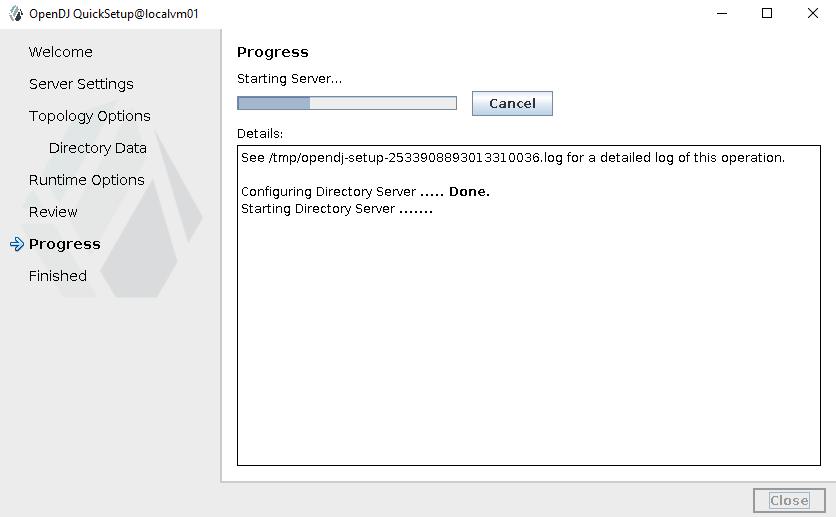 OpenDJ QuickSetup@localvm01
Welcome
Server Settings
Topology Options
Directory Data
Runtime Options
Review
Progress
Finished
Progress
Starting Server...
Cancel
Details:
See /tmp/opendj-setup-2533908893013310036.log for a detailed log of this operation.
Configuring Directory Server ..... Done.
Starting Directory Server .......
Close